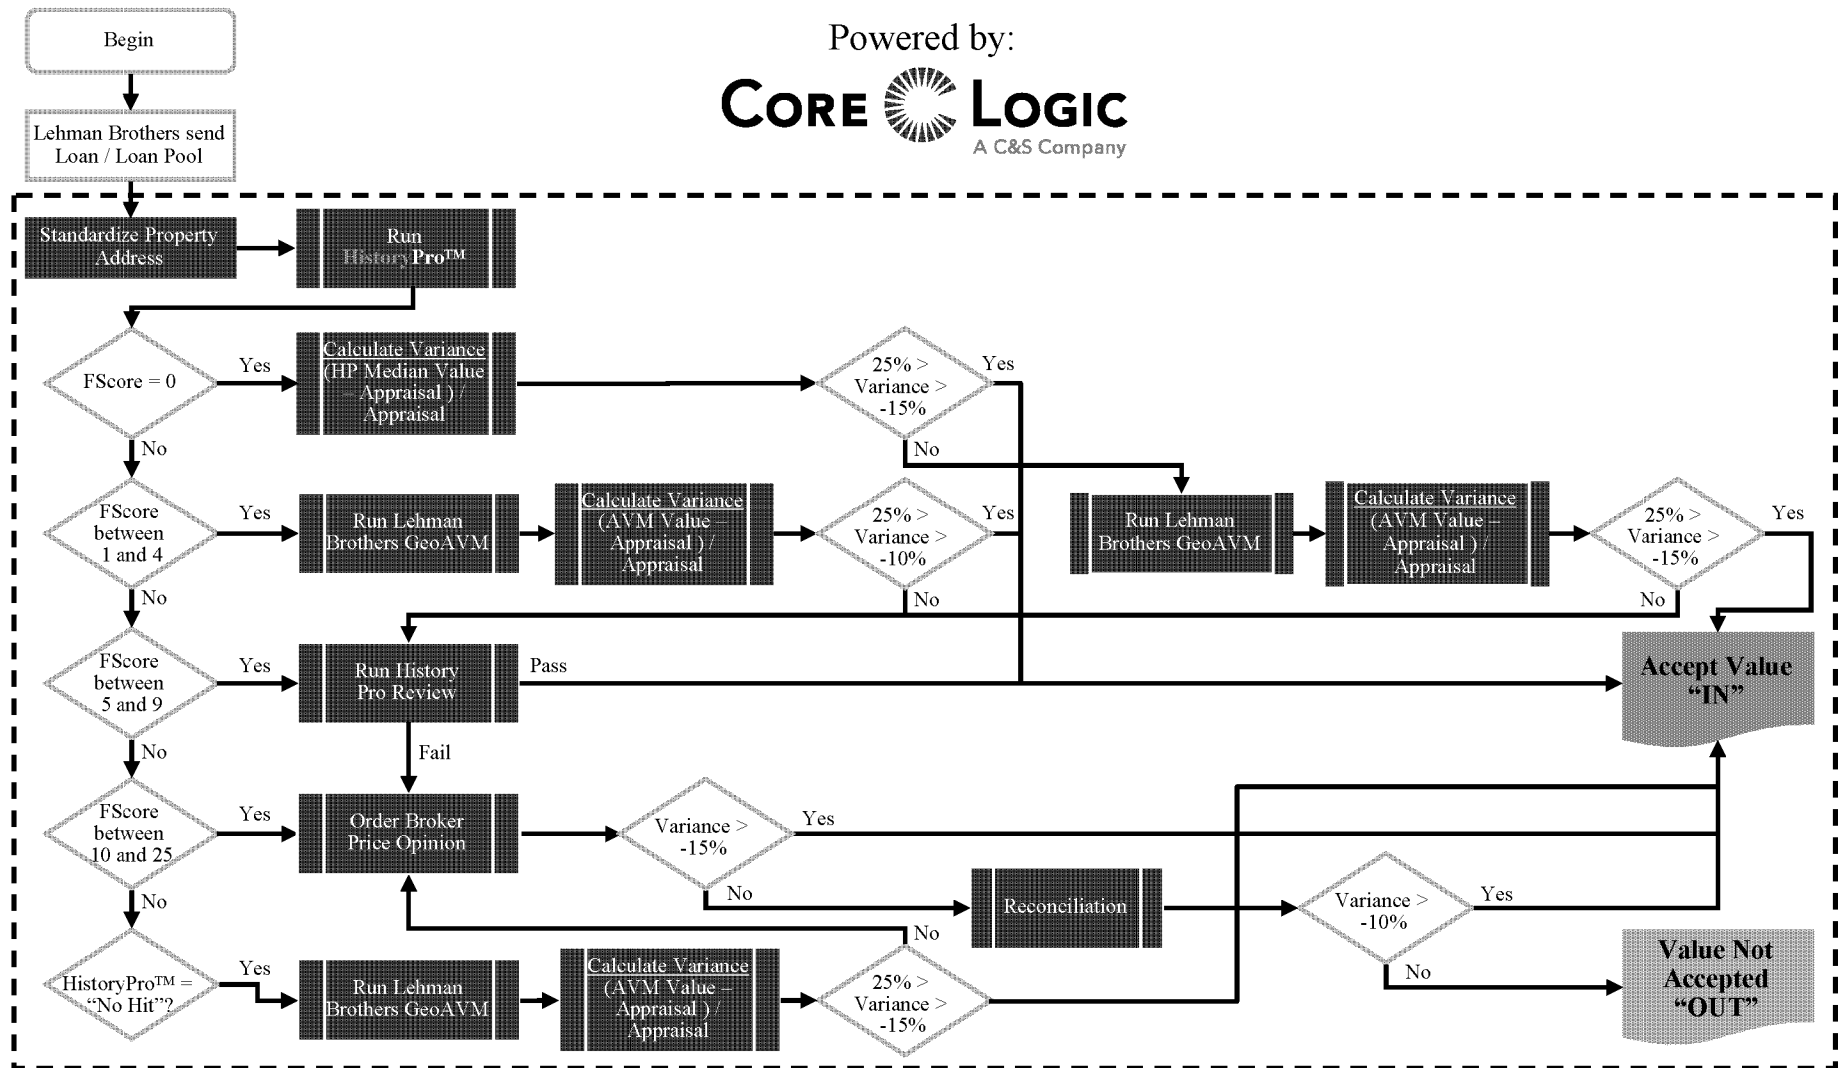 Begin
Powered by:
CORE LOGIC
A C&S Company
Lehman Brothers send
Loan / Loan Pool
Standardize Property
Address
Run
HistoryPro™
FScore = 0
Yes
No
Calculate Variance
(HP Median Value
– Appraisal ) /
Appraisal
25% >
Variance >
-15%
Yes
No
FScore
between
1 and 4
Yes
No
Run Lehman
Brothers GeoAVM
Calculate Variance
(AVM Value –
Appraisal ) /
Appraisal
25% >
Variance >
-10%
Yes
No
Run Lehman
Brothers GeoAVM
Calculate Variance
(AVM Value –
Appraisal ) /
Appraisal
25% >
Variance >
-15%
Yes
No
FScore
between
5 and 9
Yes
No
Run History
Pro Review
Pass
Fail
Accept Value
“IN”
FScore
between
10 and 25
Yes
No
Order Broker
Price Opinion
Variance >
-15%
Yes
No
Reconciliation
Variance >
-10%
Yes
No
Value Not
Accepted
“OUT”
HistoryPro™ =
“No Hit”?
Yes
Run Lehman
Brothers GeoAVM
Calculate Variance
(AVM Value –
Appraisal ) /
Appraisal
25% >
Variance >
-15%
No